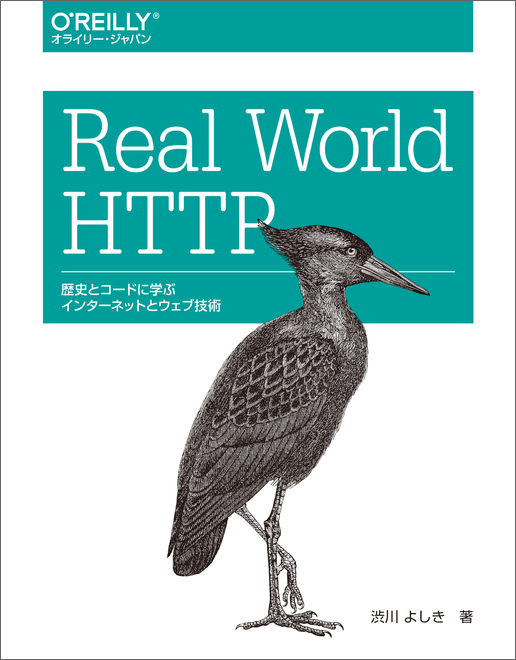 O'REILLY®
オライリー・ジャパン
Real World
HTTP
歴史とコードに学ぶ
インターネットとウェブ技術
渋川 よしき 著